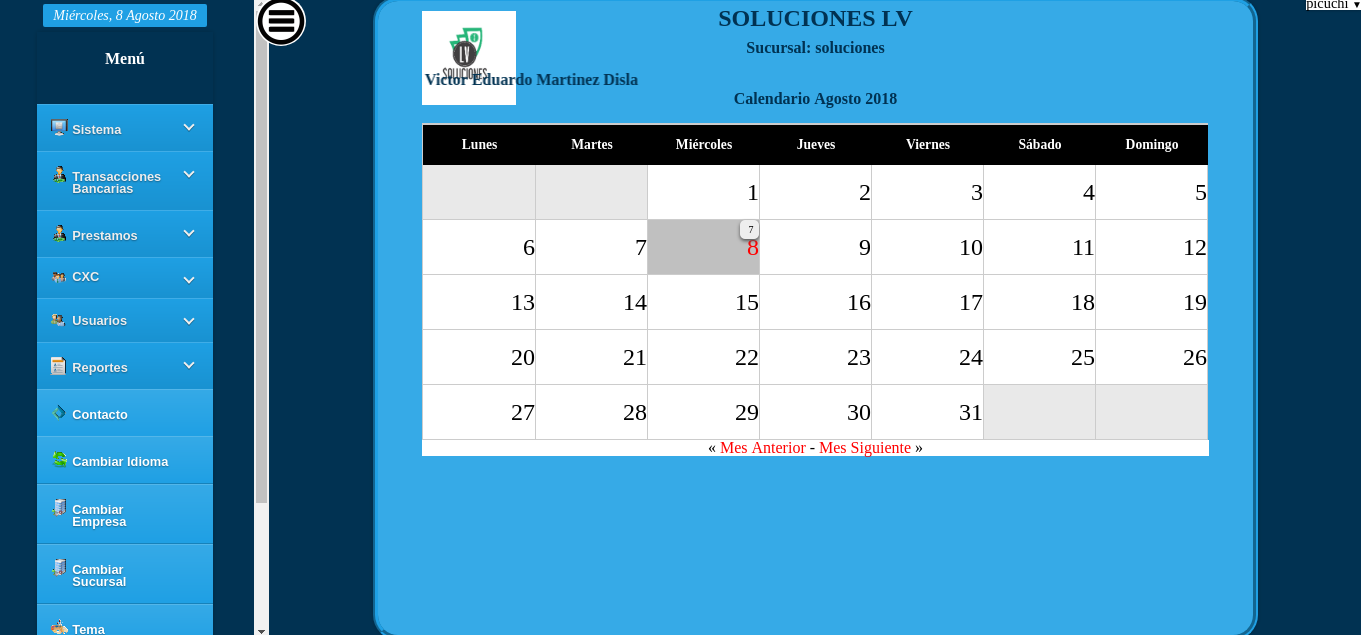 Miércoles, 8 Agosto 2018
Menú
Sistema
Transacciones
Bancarias
Prestamos
CXC
Usuarios
Reportes
Contacto
Cambiar Idioma
Cambiar
Empresa
Cambiar
Sucursal
Tema
picuchi ▼
SOLUCIONES LV
Sucursal: soluciones
LV
SOLUCIONES
Victor Eduardo Martinez Disla
Calendario Agosto 2018
Lunes Martes Miércoles Jueves Viernes Sábado Domingo
1 2 3 4 5
7
6 7 8 9 10 11 12
13 14 15 16 17 18 19
20 21 22 23 24 25 26
27 28 29 30 31
« Mes Anterior - Mes Siguiente »